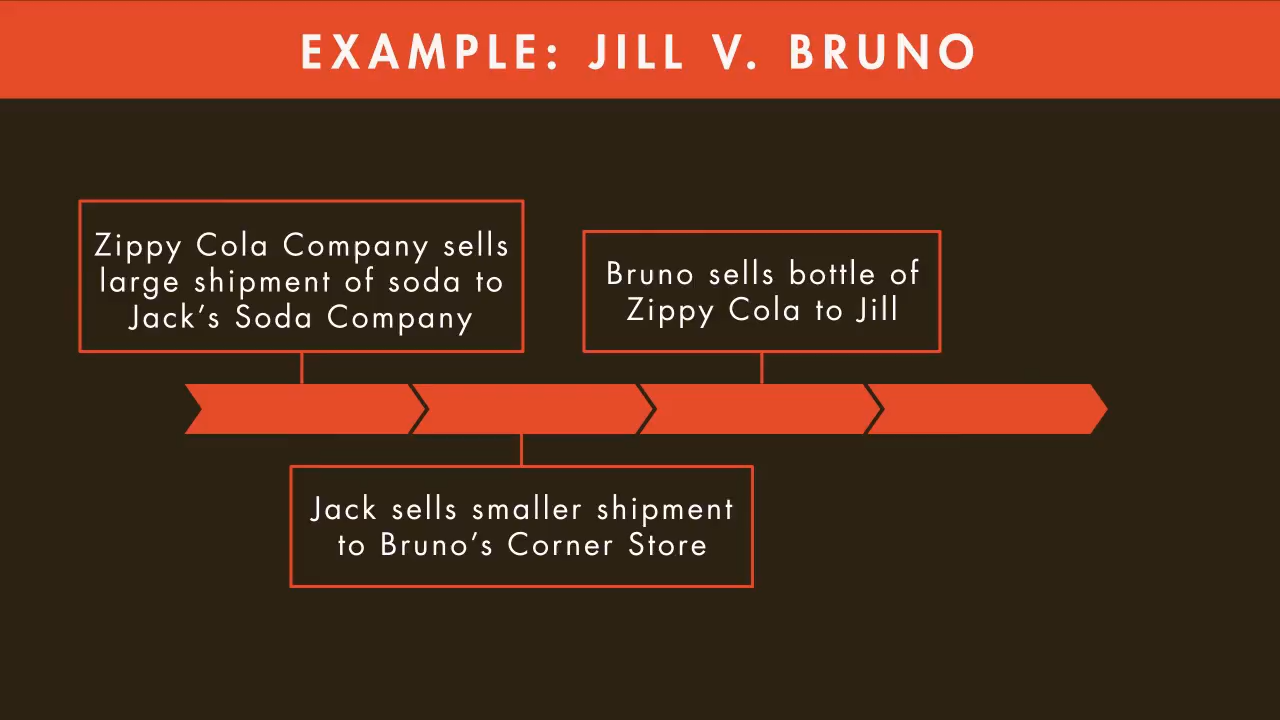 EXAMPLE: JILL V. BRUNO
Zippy Cola Company sells
large shipment of soda to
Jack’s Soda Company
Bruno sells bottle of
Zippy Cola to Jill
Jack sells smaller shipment
to Bruno’s Corner Store